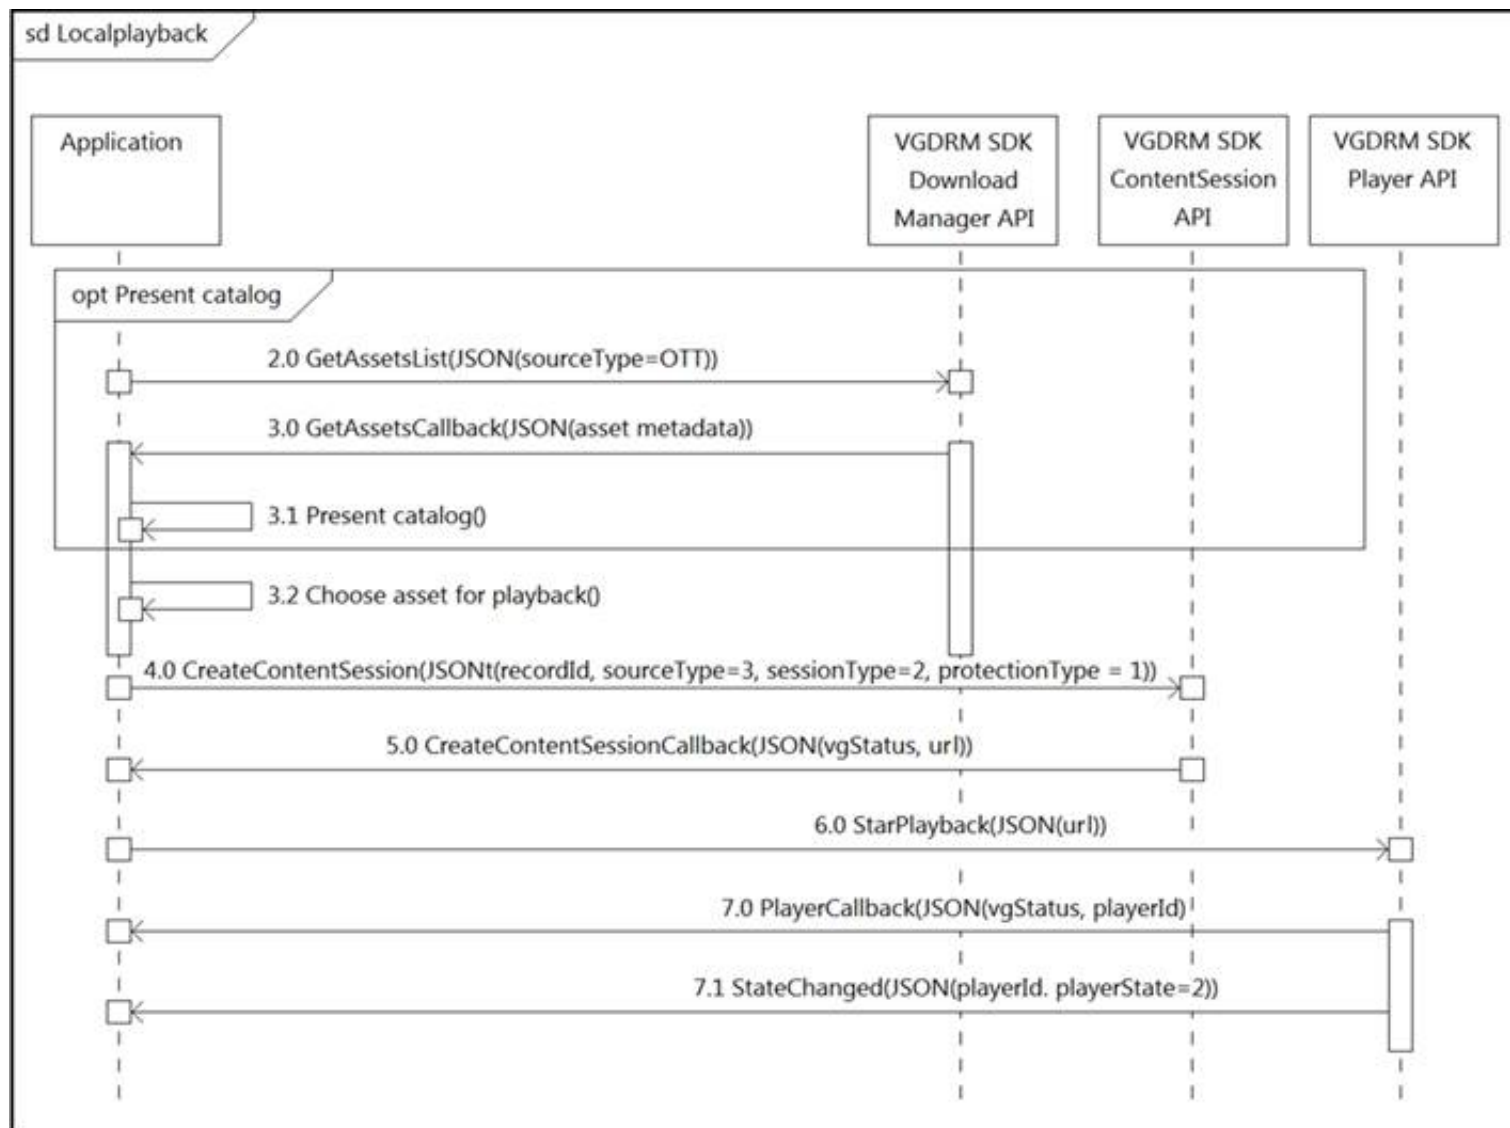 sd Localplayback
Application
VGDRM SDK
Download
Manager API
VGDRM SDK
ContentSession
API
VGDRM SDK
Player API
opt Present catalog
2.0 GetAssetsList(JSON(sourceType=OTT))
3.0 GetAssetsCallback(JSON(asset metadata))
3.1 Present catalog()
3.2 Choose asset for playback()
4.0 CreateContentSession(JSONt(recordId, sourceType=3, sessionType=2, protectionType = 1))
5.0 CreateContentSessionCallback(JSON(vgStatus, url))
6.0 StarPlayback(JSON(url))
7.0 PlayerCallback(JSON(vgStatus, playerId)
7.1 StateChanged(JSON(playerId. playerState=2))